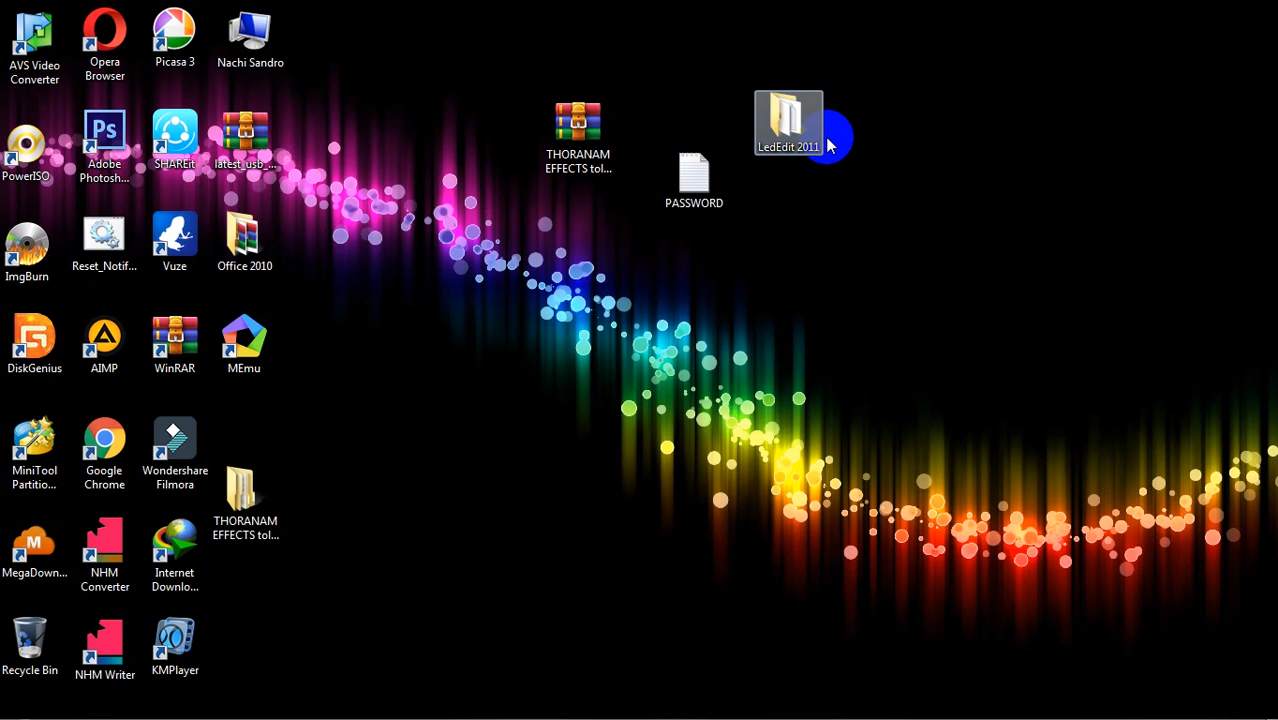 AVS Video
Converter
Opera
Browser
Picasa 3
Nachi Sandro
PowerISO
Ps
Adobe
Photosh...
SHAREit
latest_usb_...
THORANAM
EFFECTS tol...
PASSWORD
LedEdit 2011
ImgBurn
Reset_Notif...
Vuze
Office 2010
DiskGenius
AIMP
WinRAR
MEmu
MiniTool
Partitio...
Google
Chrome
Wondershare
Filmora
THORANAM
EFFECTS tol...
M
MegaDown...
NHM
Converter
Internet
Downlo...
Recycle Bin
NHM Writer
KMPlayer